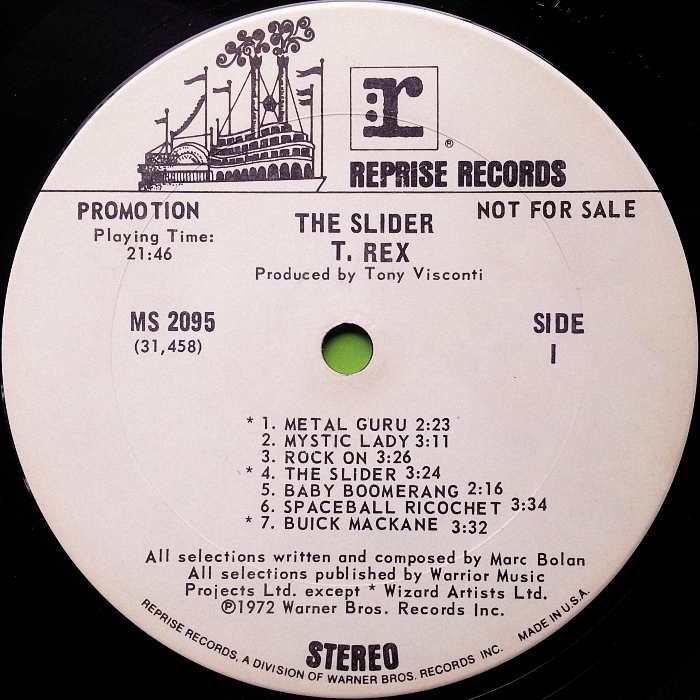 r
®
REPRISE RECORDS
PROMOTION
NOT FOR SALE
Playing Time:
21:46
THE SLIDER
T. REX
Produced by Tony Visconti
MS 2095
(31,458)
SIDE
1
* 1. METAL GURU 2:23
2. MYSTIC LADY 3:11
3. ROCK ON 3:26
* 4. THE SLIDER 3:24
5. BABY BOOMERANG 2:16
6. SPACEBALL RICOCHET 3:34
* 7. BUICK MACKANE 3:32
All selections written and composed by Marc Bolan
All selections published by Warrior Music
Projects Ltd. except * Wizard Artists Ltd.
℗1972 Warner Bros. Records Inc.
STEREO
REPRISE RECORDS, A DIVISION OF WARNER BROS. RECORDS INC. MADE IN U.S.A.